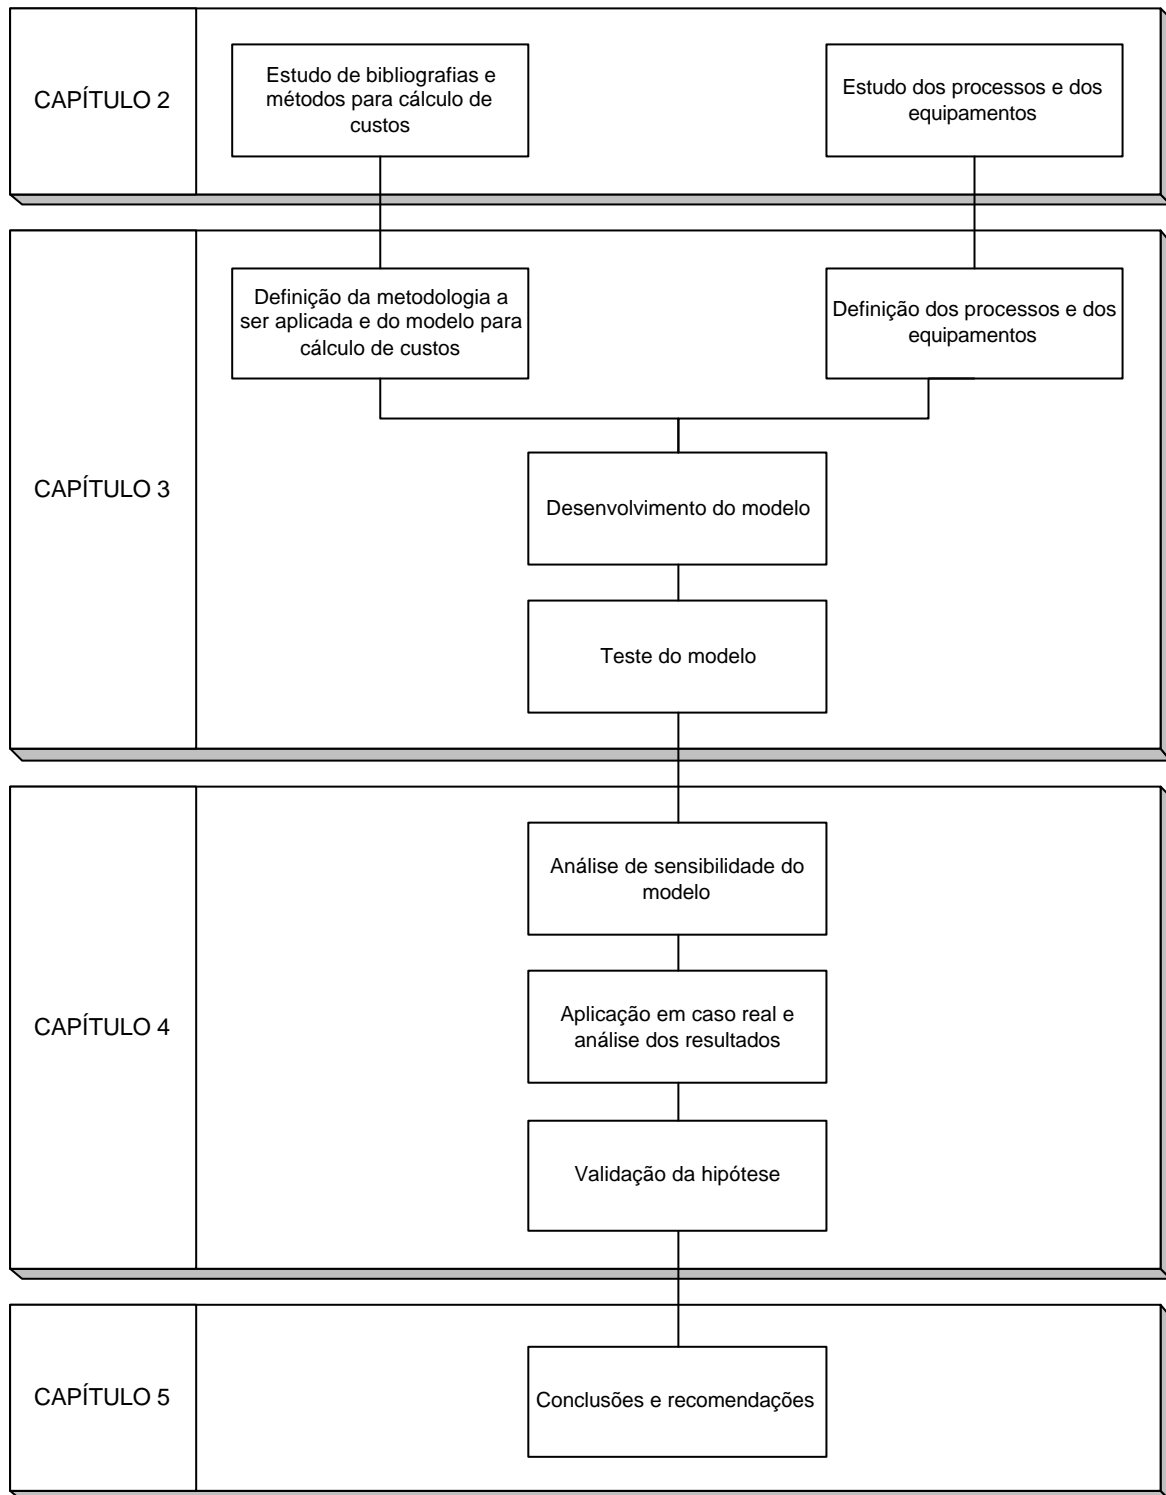 CAPÍTULO 2
Estudo de bibliografias e
métodos para cálculo de
custos
Estudo dos processos e dos
equipamentos
CAPÍTULO 3
Definição da metodologia a
ser aplicada e do modelo para
cálculo de custos
Definição dos processos e dos
equipamentos
Desenvolvimento do modelo
Teste do modelo
CAPÍTULO 4
Análise de sensibilidade do
modelo
Aplicação em caso real e
análise dos resultados
Validação da hipótese
CAPÍTULO 5
Conclusões e recomendações